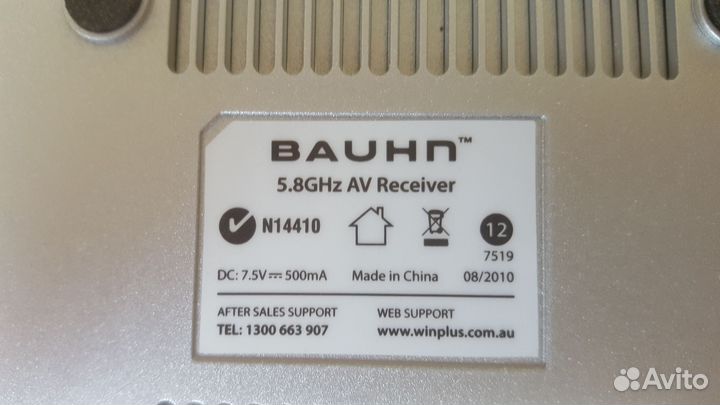 BAUHN™
5.8GHz AV Receiver
N14410
12
7519
DC: 7.5V⎓500mA Made in China 08/2010
AFTER SALES SUPPORT WEB SUPPORT
TEL: 1300 663 907 www.winplus.com.au
Avito